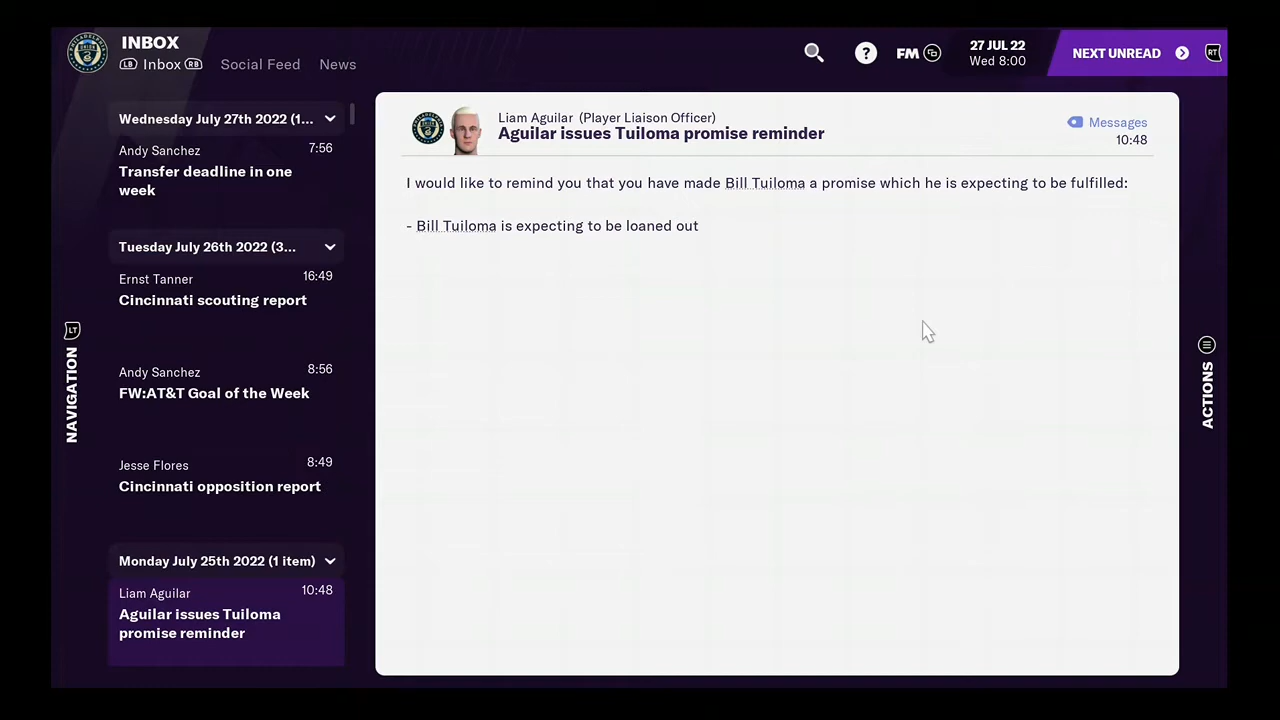 INBOX
LB Inbox RB Social Feed News
FM
27 JUL 22
Wed 8:00
NEXT UNREAD
RT
Wednesday July 27th 2022 (1...
Andy Sanchez 7:56
Transfer deadline in one
week
Tuesday July 26th 2022 (3...
Ernst Tanner 16:49
Cincinnati scouting report
Andy Sanchez 8:56
FW:AT&T Goal of the Week
Jesse Flores 8:49
Cincinnati opposition report
Monday July 25th 2022 (1 item)
Liam Aguilar 10:48
Aguilar issues Tuiloma
promise reminder
LT
NAVIGATION
Liam Aguilar (Player Liaison Officer)
Aguilar issues Tuiloma promise reminder
Messages
10:48
I would like to remind you that you have made Bill Tuiloma a promise which he is expecting to be fulfilled:
- Bill Tuiloma is expecting to be loaned out
ACTIONS